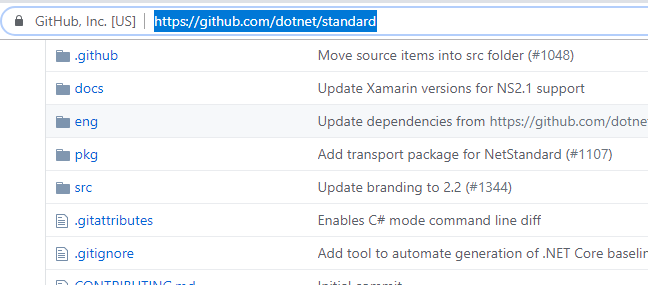 GitHub, Inc. [US] | https://github.com/dotnet/standard
.github Move source items into src folder (#1048)
docs Update Xamarin versions for NS2.1 support
eng Update dependencies from https://github.com/dotne
pkg Add transport package for NetStandard (#1107)
src Update branding to 2.2 (#1344)
.gitattributes Enables C# mode command line diff
.gitignore Add tool to automate generation of .NET Core baselin
CONTRIBUTING.md Initial commit